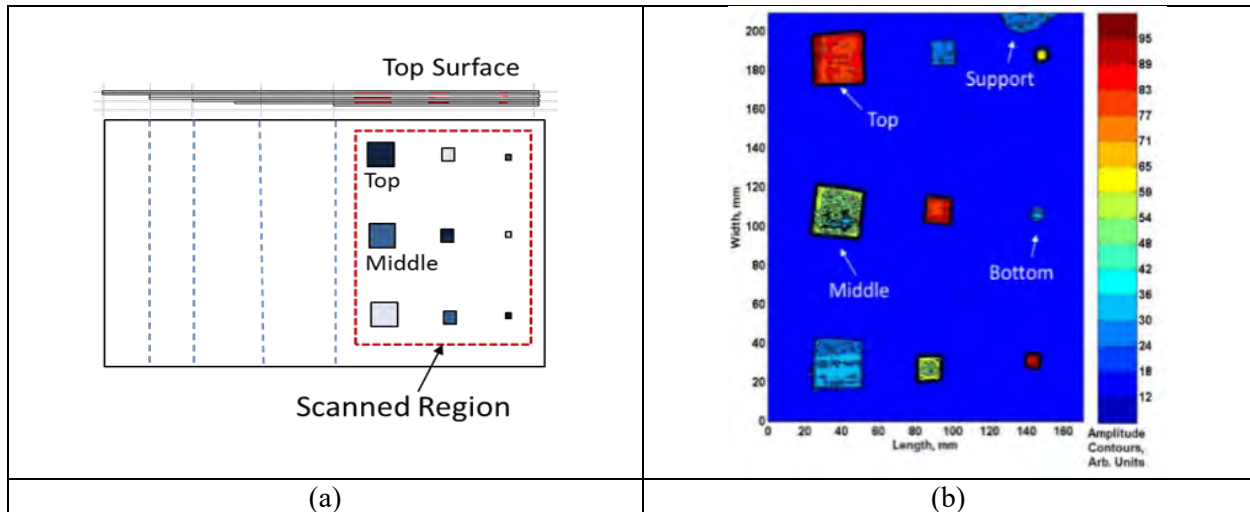 Top Surface
Top
Middle
Scanned Region
(a)
200
180
160
140
120
100
80
60
40
20
0
Width, mm
0 20 40 60 80 100 120 140 160
Length, mm
Top
Support
Middle
Bottom
95
89
83
77
71
65
59
54
48
42
36
30
24
18
12
Amplitude
Contours,
Arb. Units
(b)